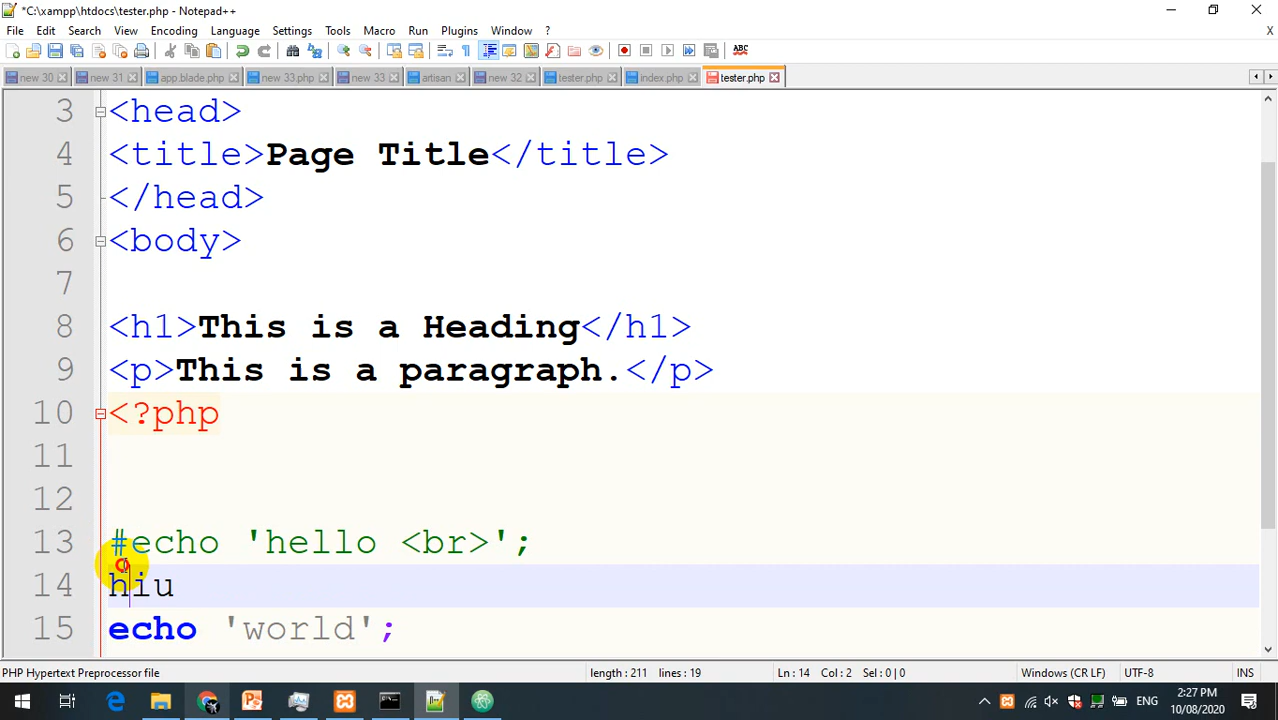 *C:\xampp\htdocs\tester.php - Notepad++
File Edit Search View Encoding Language Settings Tools Macro Run Plugins Window ?
X
new 30 new 31 app.blade.php new 33.php new 33 artisan new 32 tester.php index.php tester.php
3 <head>
4 <title>Page Title</title>
5 </head>
6 <body>
7
8 <h1>This is a Heading</h1>
9 <p>This is a paragraph.</p>
10 <?php
11
12
13 #echo 'hello <br>';
14 hiu
15 echo 'world';
PHP Hypertext Preprocessor file length : 211 lines : 19 Ln : 14 Col : 2 Sel : 0 | 0 Windows (CR LF) UTF-8 INS
ENG 2:27 PM
10/08/2020